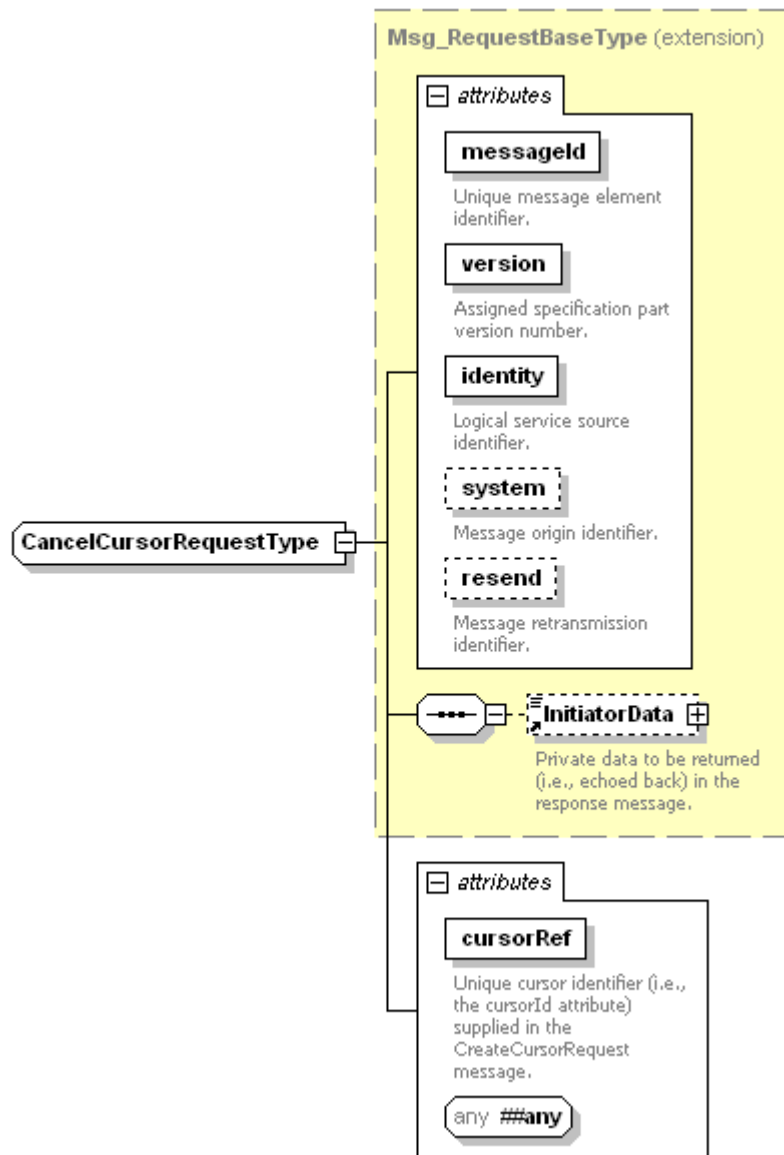 Msg_RequestBaseType (extension)
attributes
messageId
Unique message element
identifier.
version
Assigned specification part
version number.
identity
Logical service source
identifier.
system
Message origin identifier.
CancelCursorRequestType
resend
Message retransmission
identifier.
InitiatorData
Private data to be returned
(i.e., echoed back) in the
response message.
attributes
cursorRef
Unique cursor identifier (i.e.,
the cursorId attribute)
supplied in the
CreateCursorRequest
message.
any ##any